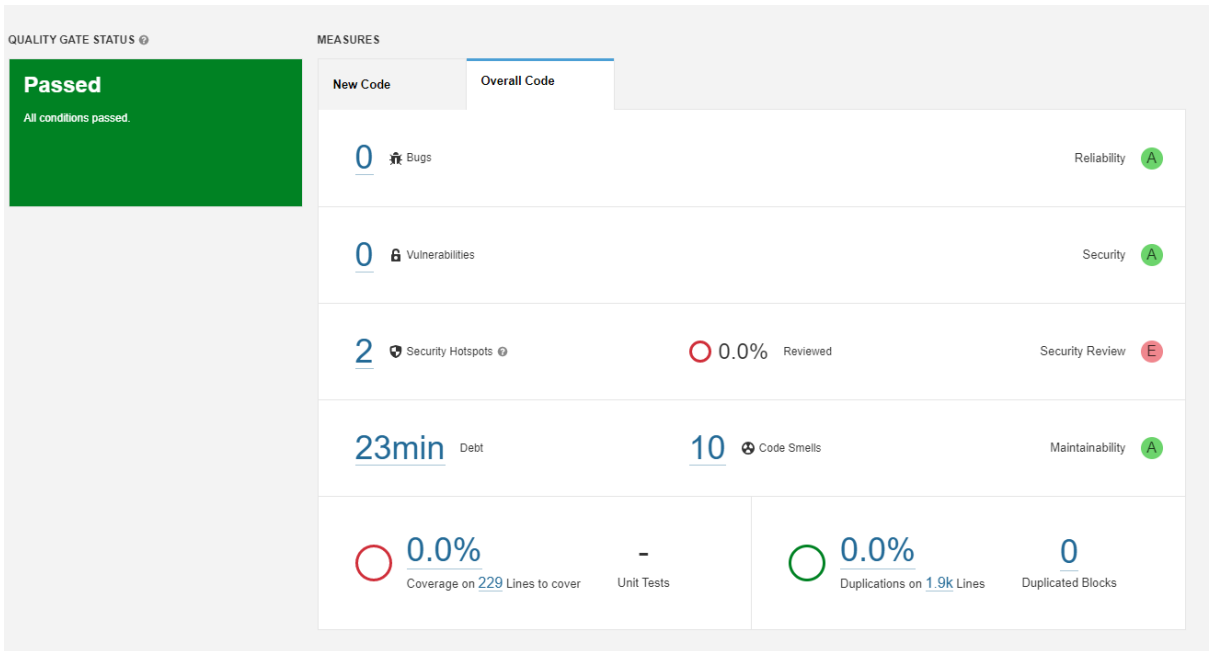 QUALITY GATE STATUS ?
MEASURES
Passed
All conditions passed.
New Code
Overall Code
0 Bugs Reliability A
0 Vulnerabilities Security A
2 Security Hotspots ? 0.0% Reviewed Security Review E
23min Debt 10 Code Smells Maintainability A
0.0% - 0.0% 0
Coverage on 229 Lines to cover Unit Tests Duplications on 1.9k Lines Duplicated Blocks